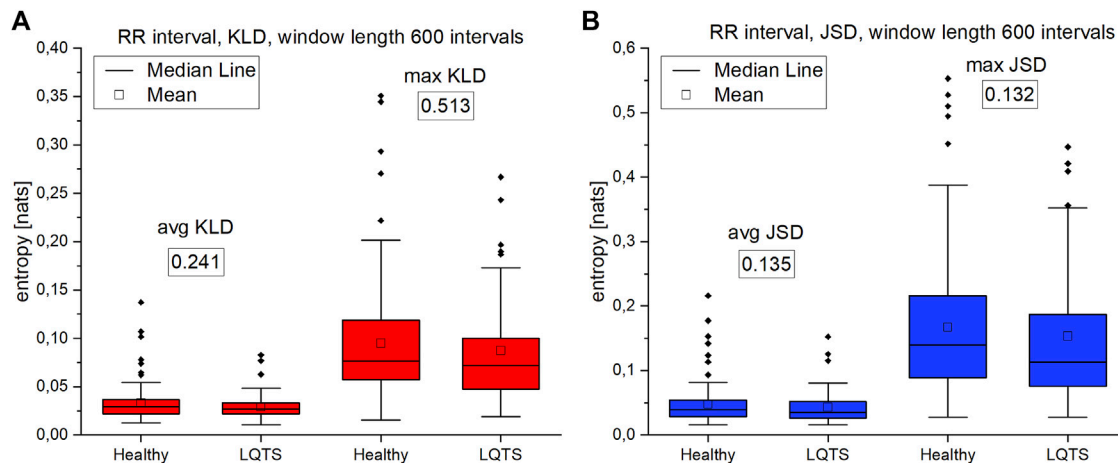 A
RR interval, KLD, window length 600 intervals
Median Line
Mean
max KLD
0.513
avg KLD
0.241
entropy [nats]
0,40
0,35
0,30
0,25
0,20
0,15
0,10
0,05
0,00
Healthy
LQTS
Healthy
LQTS
B
RR interval, JSD, window length 600 intervals
Median Line
Mean
max JSD
0.132
avg JSD
0.135
entropy [nats]
0,6
0,5
0,4
0,3
0,2
0,1
0,0
Healthy
LQTS
Healthy
LQTS